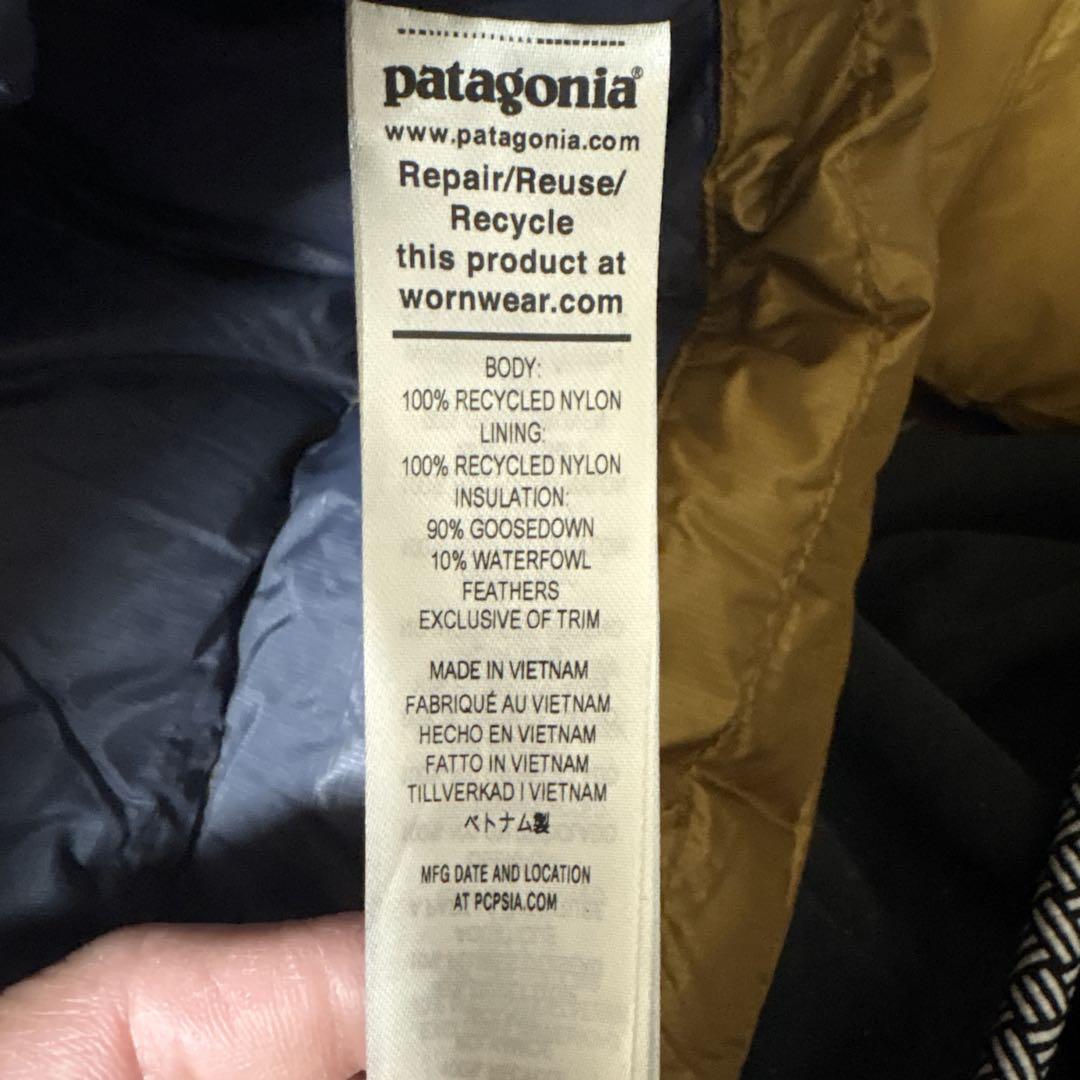 patagonia®
www.patagonia.com
Repair/Reuse/
Recycle
this product at
wornwear.com
BODY:
100% RECYCLED NYLON
LINING:
100% RECYCLED NYLON
INSULATION:
90% GOOSEDOWN
10% WATERFOWL
FEATHERS
EXCLUSIVE OF TRIM
MADE IN VIETNAM
FABRIQUÉ AU VIETNAM
HECHO EN VIETNAM
FATTO IN VIETNAM
TILLVERKAD I VIETNAM
ベトナム製
MFG DATE AND LOCATION
AT PCPSIA.COM